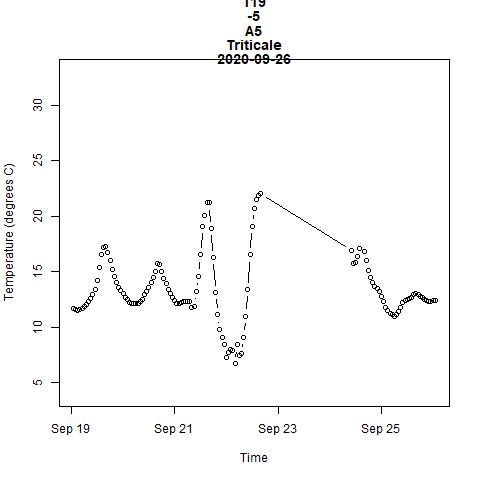 T19
-5
A5
Triticale
2020-09-26
Temperature (degrees C)
30
25
20
15
10
5
Sep 19
Sep 21
Sep 23
Sep 25
Time